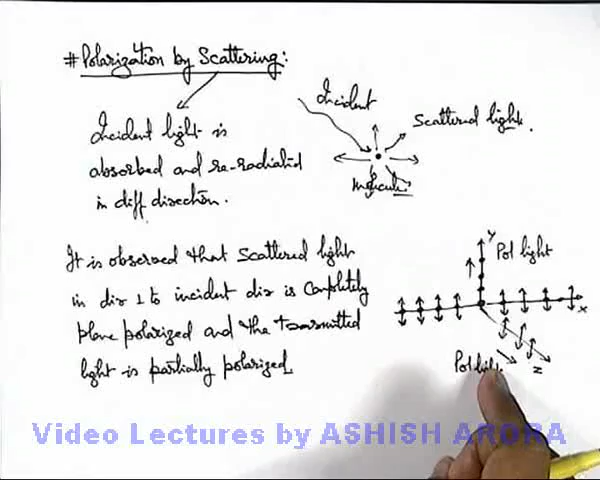 # Polarization by Scattering:
Incident light is
absorbed and re-radiated
in diff direction.
Incident
Scattered light.
Molecule
It is observed that scattered light
in dir ⊥ to incident dir is completely
plane polarized and the transmitted
light is partially polarized
y
Pol light
x
z
Pol
Video Lectures by ASHISH ARORA